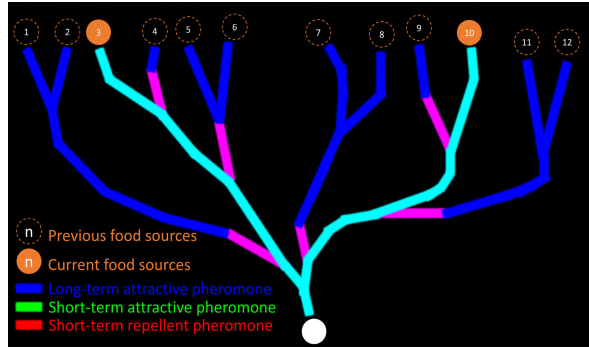 1 2 3 4 5 6 7 8 9 10 11 12
n Previous food sources
n Current food sources
Long-term attractive pheromone
Short-term attractive pheromone
Short-term repellent pheromone